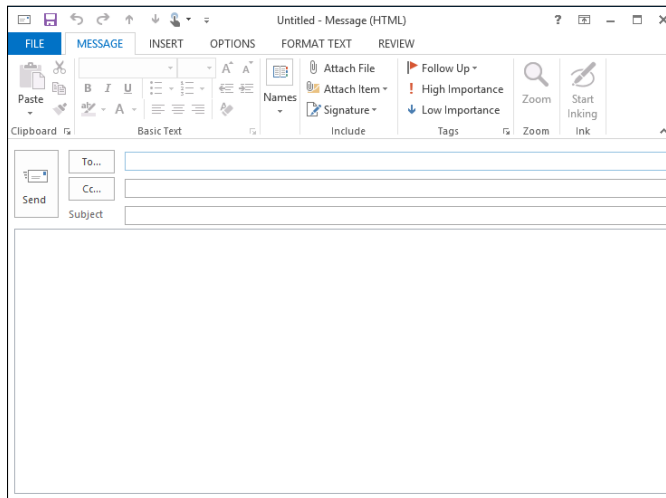 Untitled - Message (HTML)
FILE MESSAGE INSERT OPTIONS FORMAT TEXT REVIEW
Paste
B I U
A
Names
Attach File
Attach Item
Signature
Follow Up
High Importance
Low Importance
Zoom
Start
Inking
Clipboard Basic Text Include Tags Zoom Ink
Send
To...
Cc...
Subject